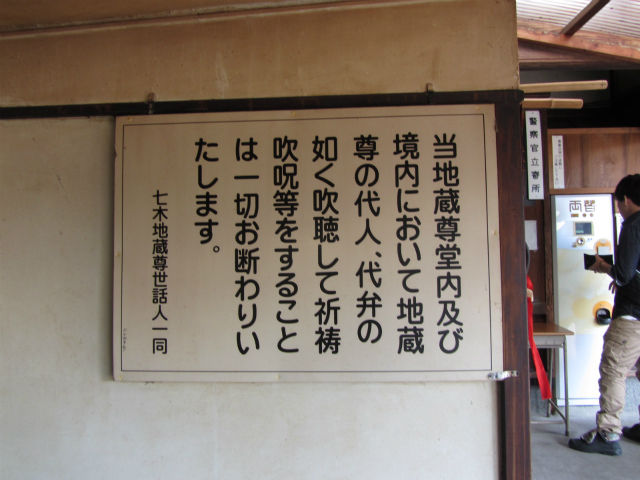 当地蔵尊堂内及び
境内において地蔵
尊の代人、代弁の
如く吹聴して祈祷
吹呪等をすること
は一切お断わりい
たします。
七木地蔵尊世話人一同
警察官立寄所
両替